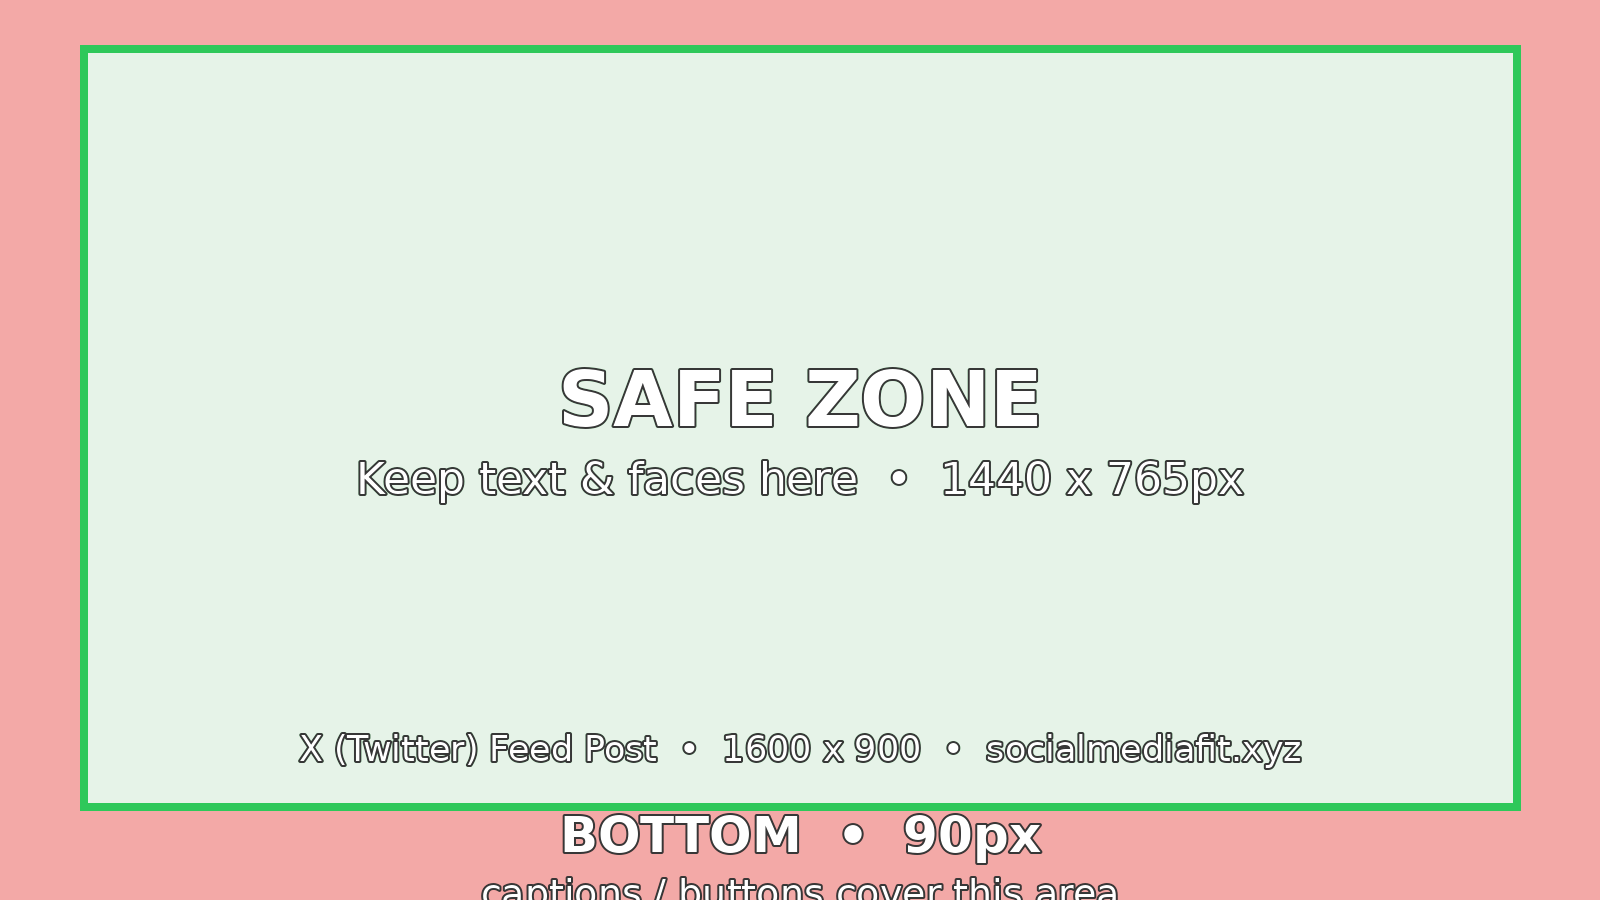 SAFE ZONE
Keep text & faces here • 1440 x 765px
X (Twitter) Feed Post • 1600 x 900 • socialmediafit.xyz
BOTTOM • 90px
captions / buttons cover this area